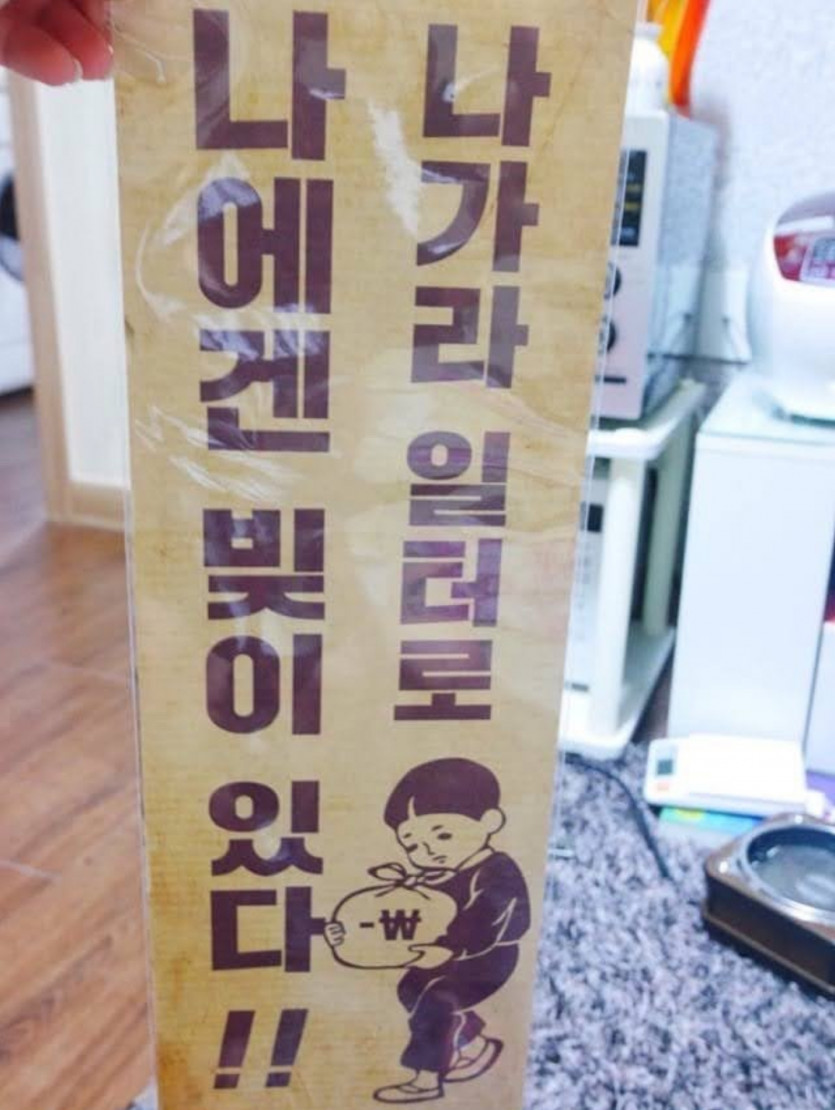 나가라 일터로
나에겐 빚이 있다 !!
-₩